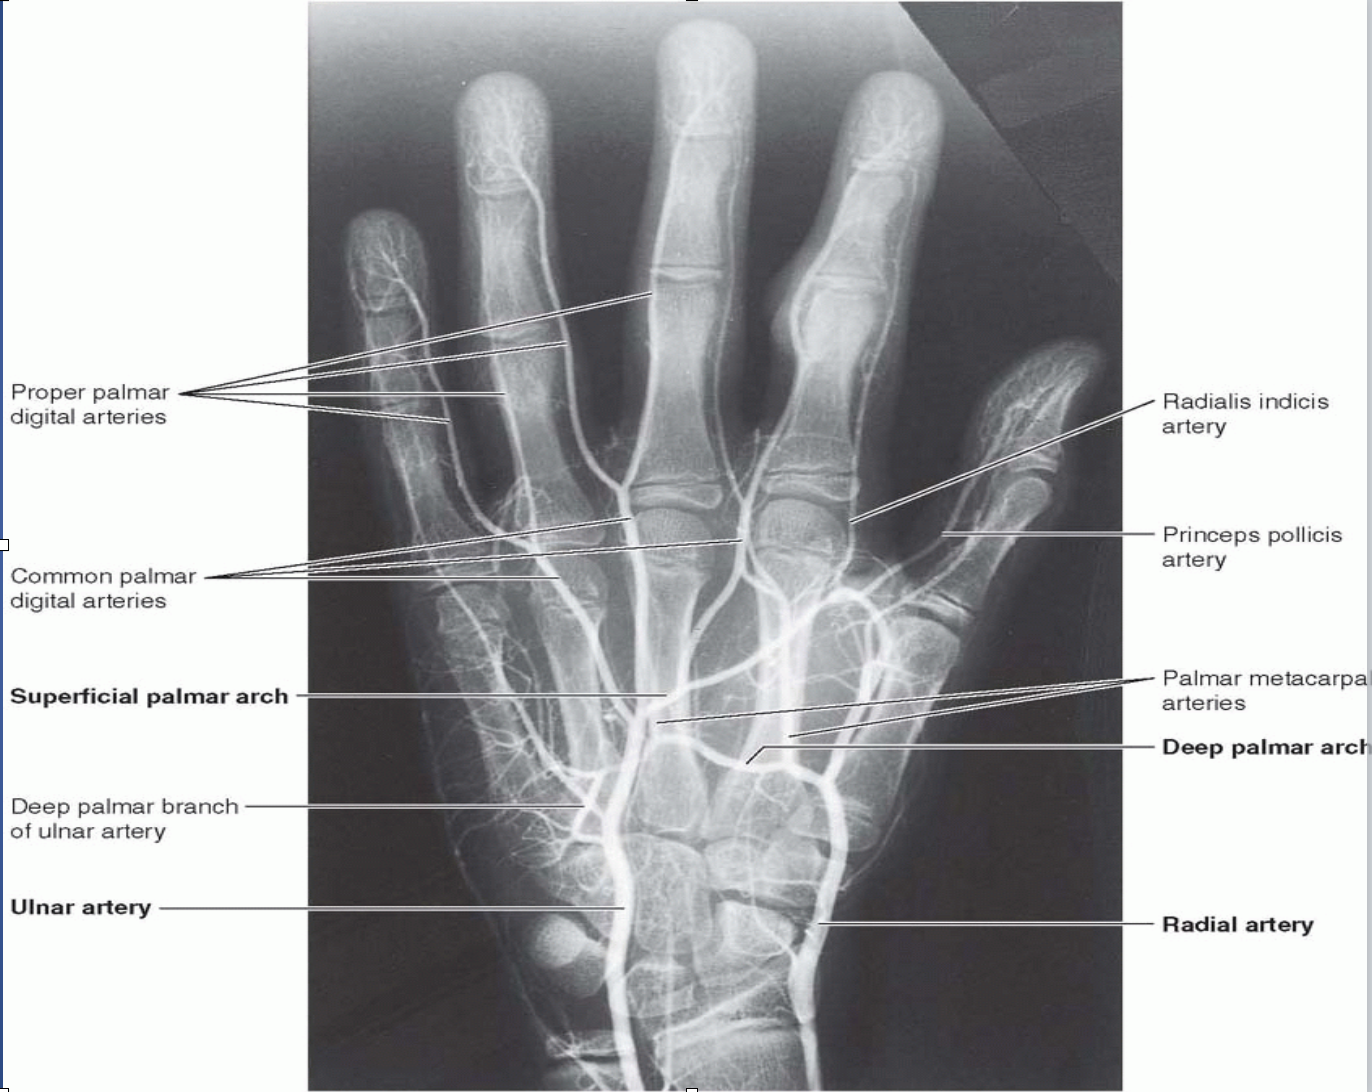 Proper palmar
digital arteries
Common palmar
digital arteries
Superficial palmar arch
Deep palmar branch
of ulnar artery
Ulnar artery
Radialis indicis
artery
Princeps pollicis
artery
Palmar metacarpal
arteries
Deep palmar arch
Radial artery